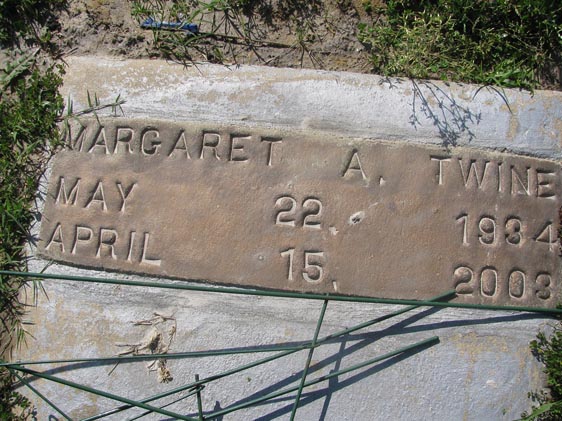 MARGARET A. TWINE
MAY 22, 1934
APRIL 15, 2003